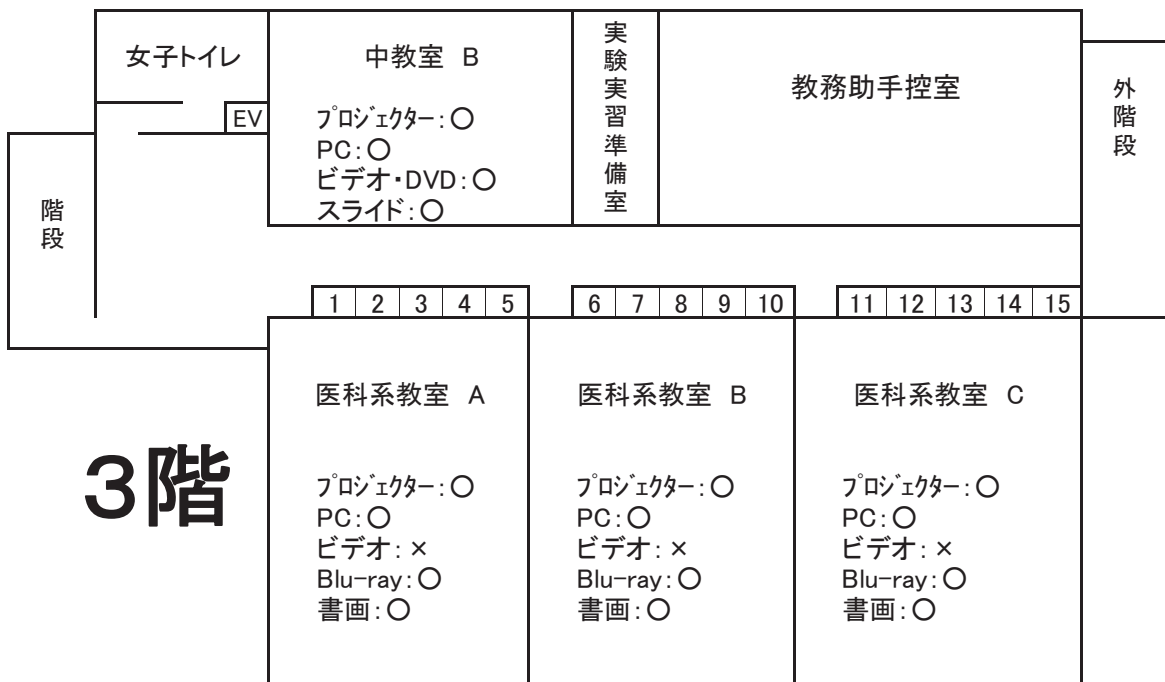 女子トイレ
EV
中教室 B
プロジェクター:○
PC:○
ビデオ・DVD:○
スライド:○
実験実習準備室
教務助手控室
外階段
階段
1 2 3 4 5
6 7 8 9 10
11 12 13 14 15
3階
医科系教室 A
プロジェクター:○
PC:○
ビデオ:×
Blu-ray:○
書画:○
医科系教室 B
プロジェクター:○
PC:○
ビデオ:×
Blu-ray:○
書画:○
医科系教室 C
プロジェクター:○
PC:○
ビデオ:×
Blu-ray:○
書画:○